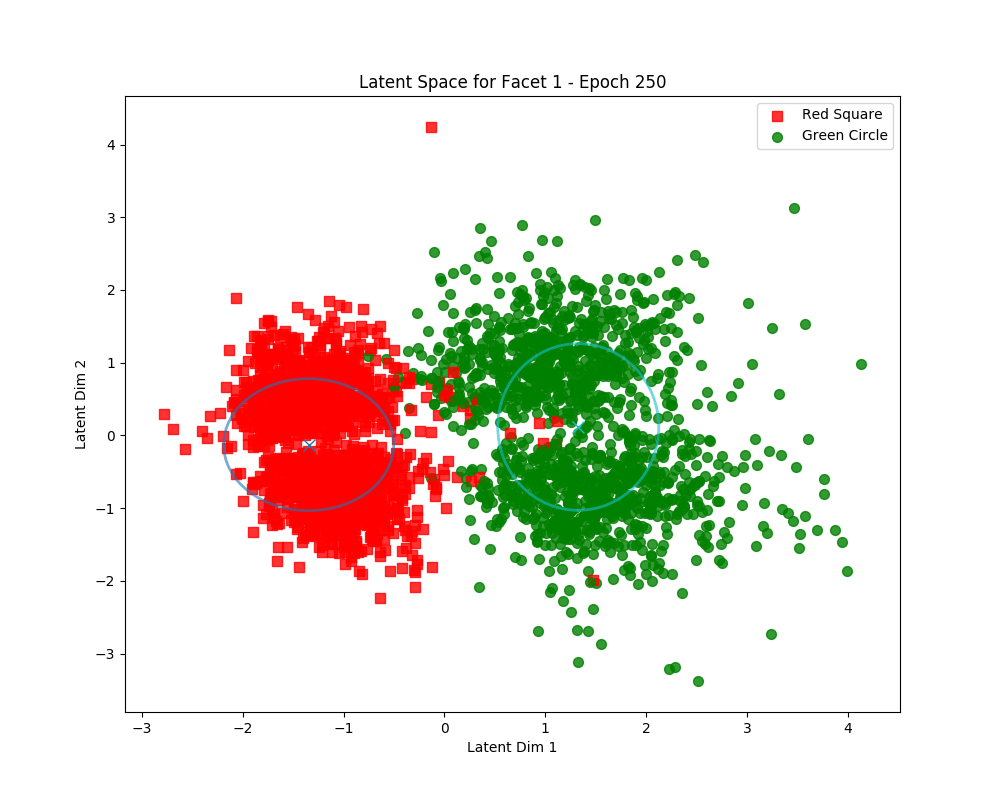 Latent Space for Facet 1 - Epoch 250
Red Square
Green Circle
Latent Dim 2
4
3
2
1
0
−1
−2
−3
−3 −2 −1 0 1 2 3 4
Latent Dim 1